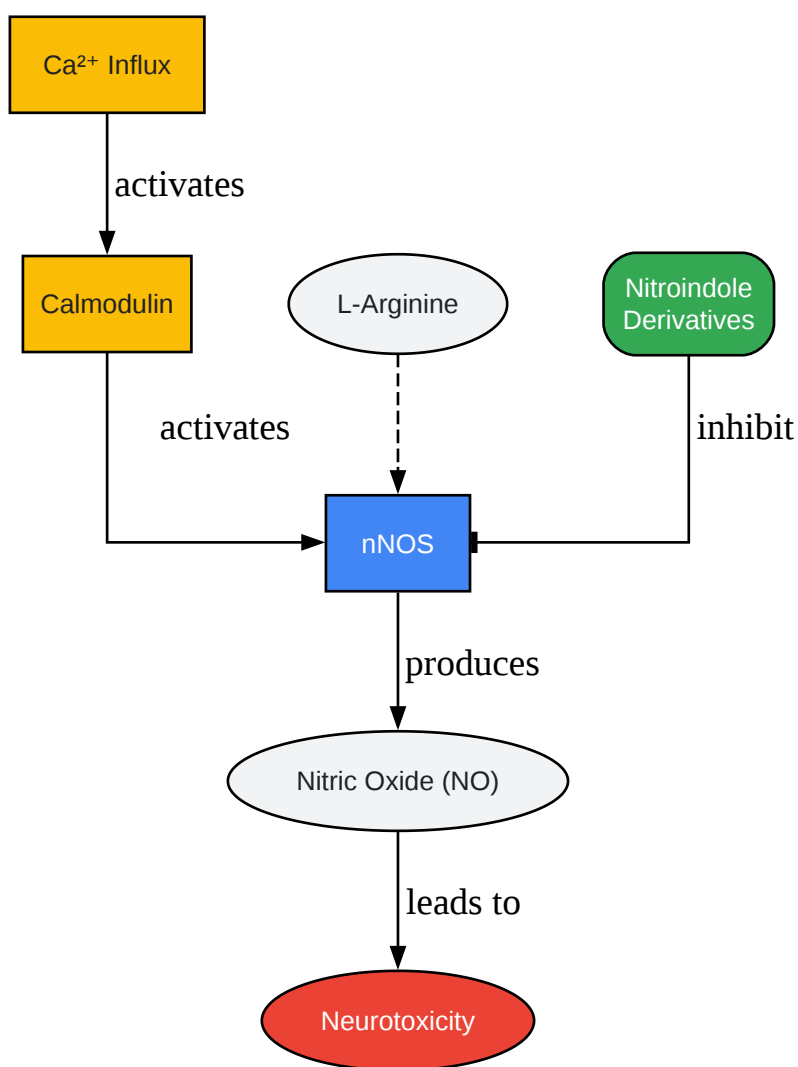 Ca²⁺ Influx
activates
Calmodulin
L-Arginine
Nitroindole
Derivatives
activates
inhibit
nNOS
produces
Nitric Oxide (NO)
leads to
Neurotoxicity